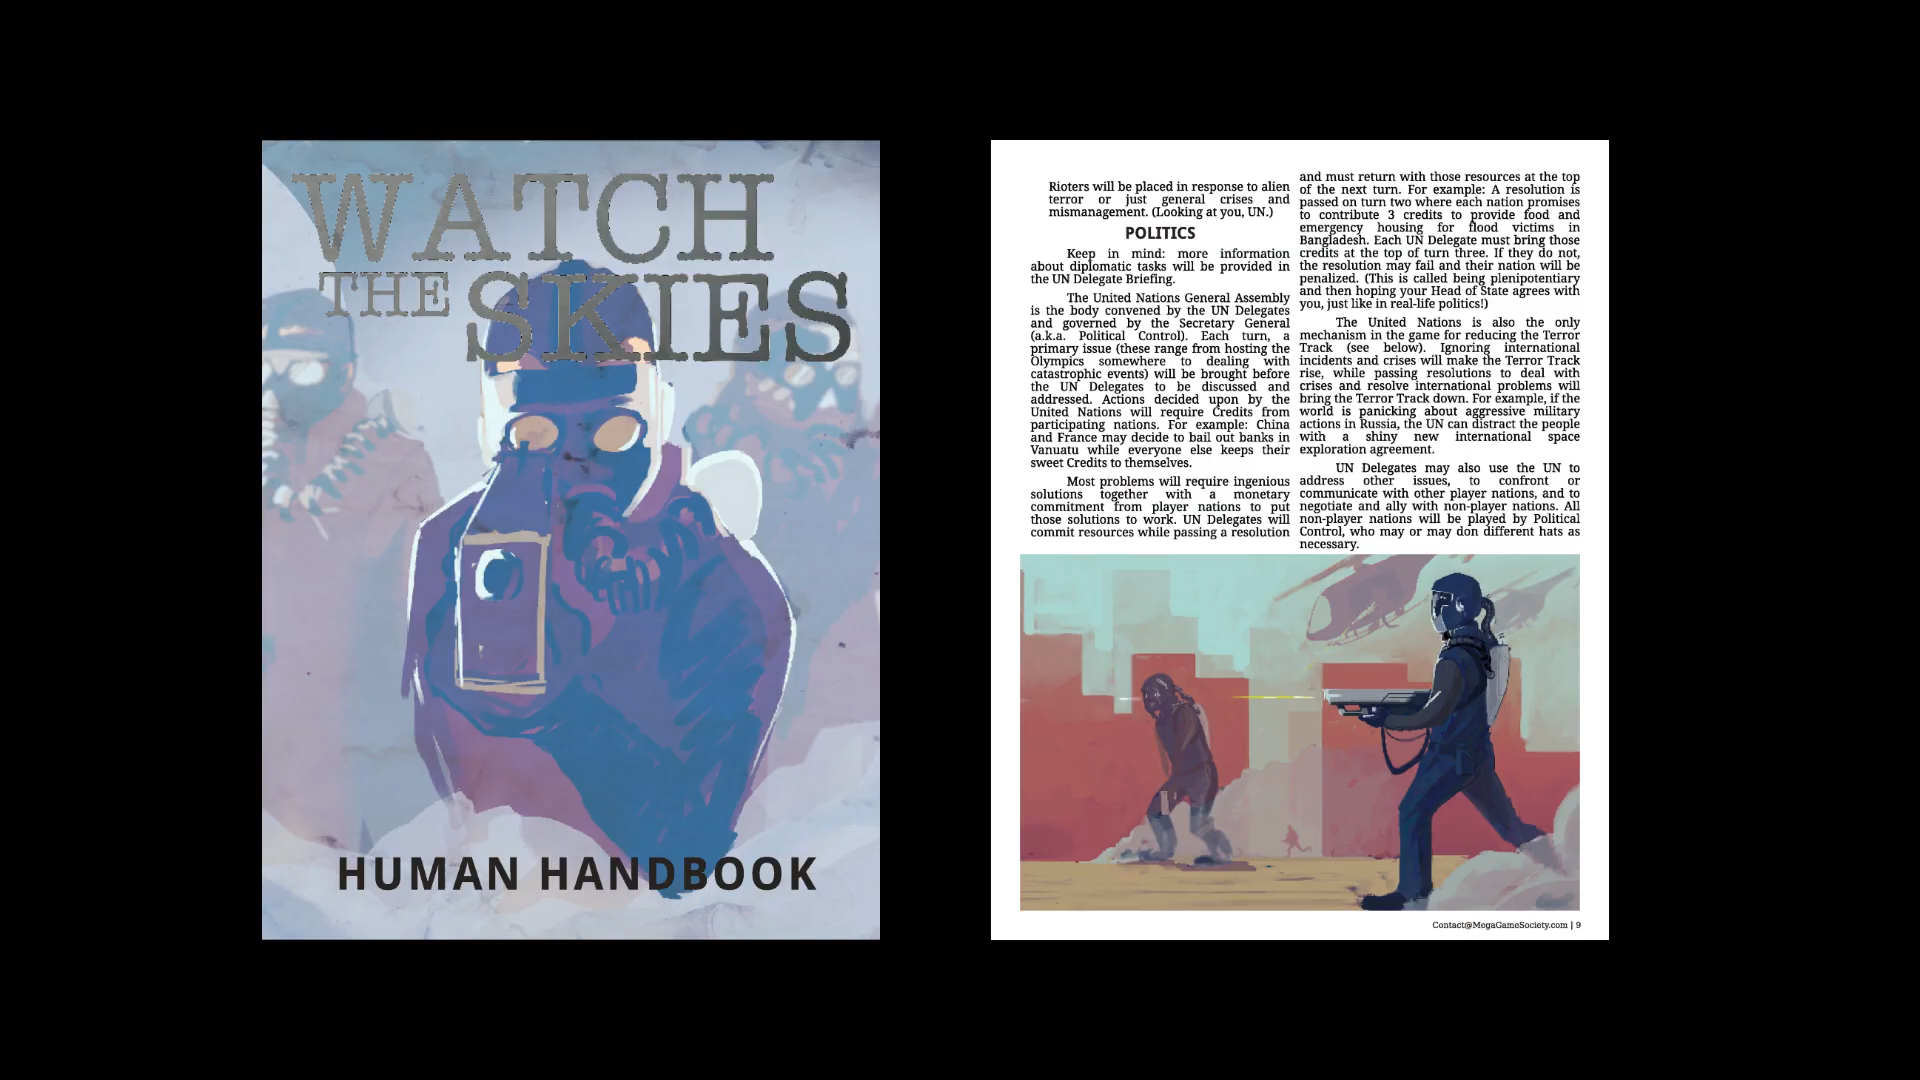 WATCH
THE SKIES
HUMAN HANDBOOK
Rioters will be placed in response to alien
terror or just general crises and
mismanagement. (Looking at you, UN.)
POLITICS
Keep in mind: more information
about diplomatic tasks will be provided in
the UN Delegate Briefing.
The United Nations General Assembly
is the body convened by the UN Delegates
and governed by the Secretary General
(a.k.a. Political Control). Each turn, a
primary issue (these range from hosting the
Olympics somewhere to dealing with
catastrophic events) will be brought before
the UN Delegates to be discussed and
addressed. Actions decided upon by the
United Nations will require Credits from
participating nations. For example: China
and France may decide to bail out banks in
Vanuatu while everyone else keeps their
sweet Credits to themselves.
Most problems will require ingenious
solutions together with a monetary
commitment from player nations to put
those solutions to work. UN Delegates will
commit resources while passing a resolution
and must return with those resources at the top
of the next turn. For example: A resolution is
passed on turn two where each nation promises
to contribute 3 credits to provide food and
emergency housing for flood victims in
Bangladesh. Each UN Delegate must bring those
credits at the top of turn three. If they do not,
the resolution may fail and their nation will be
penalized. (This is called being plenipotentiary
and then hoping your Head of State agrees with
you, just like in real-life politics!)
The United Nations is also the only
mechanism in the game for reducing the Terror
Track (see below). Ignoring international
incidents and crises will make the Terror Track
rise, while passing resolutions to deal with
crises and resolve international problems will
bring the Terror Track down. For example, if the
world is panicking about aggressive military
actions in Russia, the UN can distract the people
with a shiny new international space
exploration agreement.
UN Delegates may also use the UN to
address other issues, to confront or
communicate with other player nations, and to
negotiate and ally with non-player nations. All
non-player nations will be played by Political
Control, who may or may don different hats as
necessary.
Contact@MegaGameSociety.com | 9